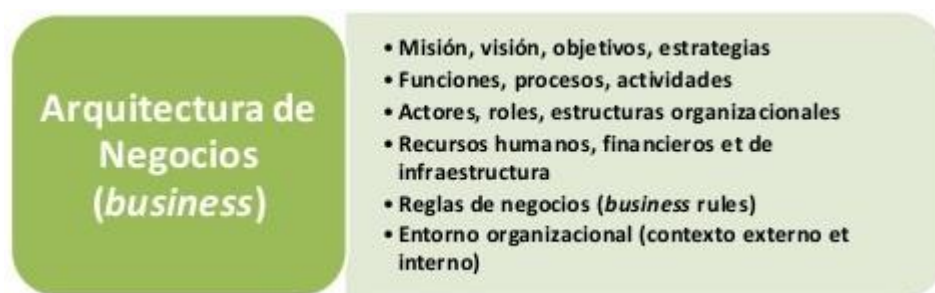 Arquitectura de
Negocios
(business)
• Misión, visión, objetivos, estrategias
• Funciones, procesos, actividades
• Actores, roles, estructuras organizacionales
• Recursos humanos, financieros et de
infraestructura
• Reglas de negocios (business rules)
• Entorno organizacional (contexto externo et
interno)